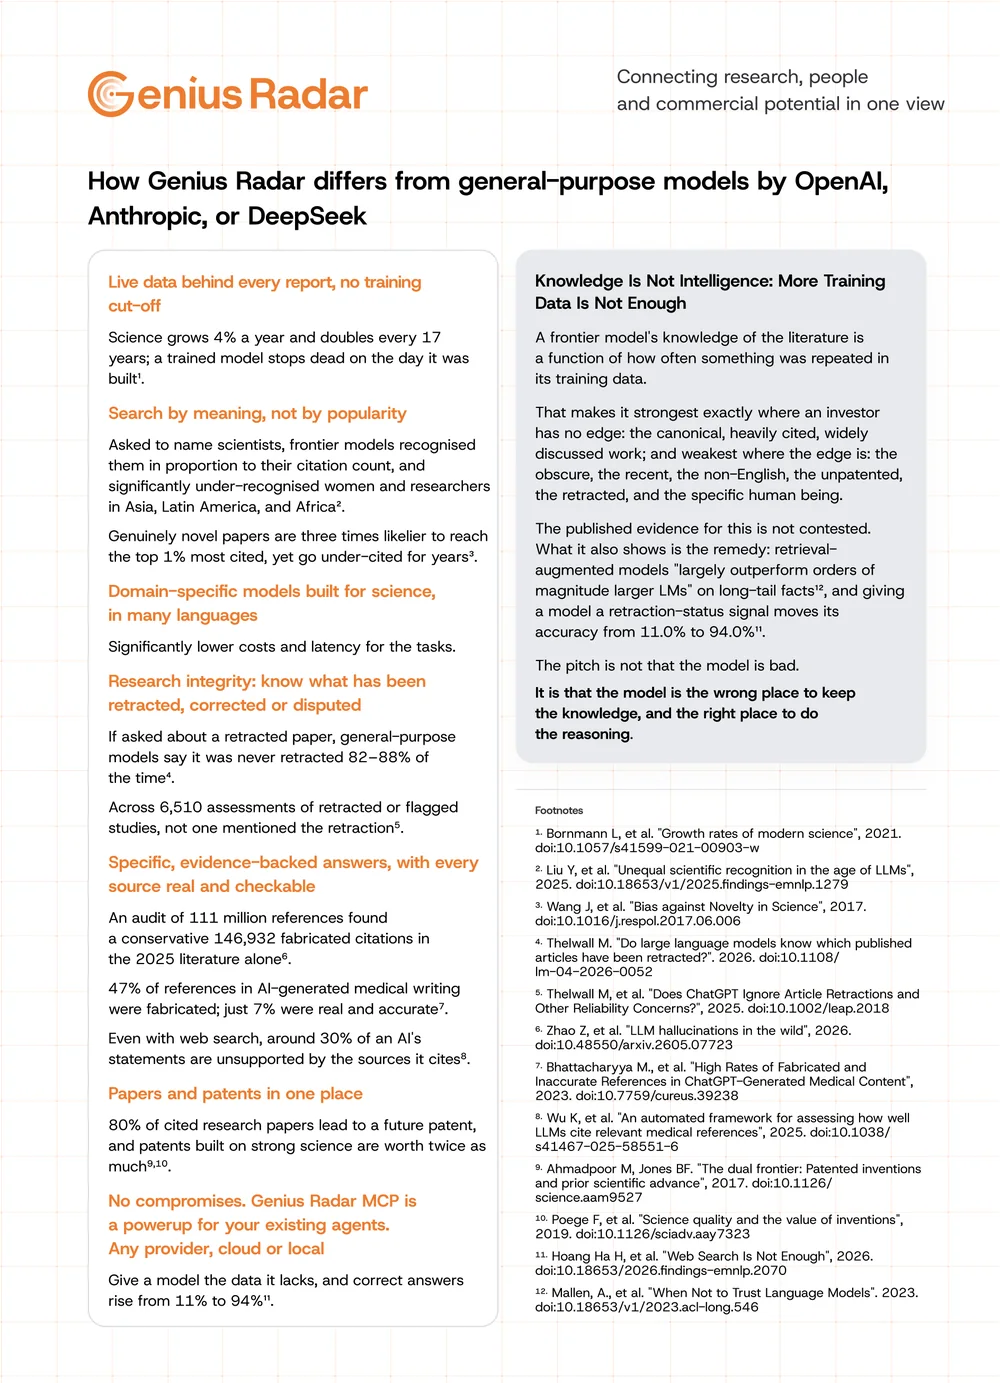 Genius Radar
Connecting research, people
and commercial potential in one view
How Genius Radar differs from general-purpose models by OpenAI,
Anthropic, or DeepSeek
Live data behind every report, no training
cut-off
Science grows 4% a year and doubles every 17
years; a trained model stops dead on the day it was
built¹.
Search by meaning, not by popularity
Asked to name scientists, frontier models recognised
them in proportion to their citation count, and
significantly under-recognised women and researchers
in Asia, Latin America, and Africa².
Genuinely novel papers are three times likelier to reach
the top 1% most cited, yet go under-cited for years³.
Domain-specific models built for science,
in many languages
Significantly lower costs and latency for the tasks.
Research integrity: know what has been
retracted, corrected or disputed
If asked about a retracted paper, general-purpose
models say it was never retracted 82–88% of
the time⁴.
Across 6,510 assessments of retracted or flagged
studies, not one mentioned the retraction⁵.
Specific, evidence-backed answers, with every
source real and checkable
An audit of 111 million references found
a conservative 146,932 fabricated citations in
the 2025 literature alone⁶.
47% of references in AI-generated medical writing
were fabricated; just 7% were real and accurate⁷.
Even with web search, around 30% of an AI's
statements are unsupported by the sources it cites⁸.
Papers and patents in one place
80% of cited research papers lead to a future patent,
and patents built on strong science are worth twice as
much⁹,¹⁰.
No compromises. Genius Radar MCP is
a powerup for your existing agents.
Any provider, cloud or local
Give a model the data it lacks, and correct answers
rise from 11% to 94%¹¹.
Knowledge Is Not Intelligence: More Training
Data Is Not Enough
A frontier model's knowledge of the literature is
a function of how often something was repeated in
its training data.
That makes it strongest exactly where an investor
has no edge: the canonical, heavily cited, widely
discussed work; and weakest where the edge is: the
obscure, the recent, the non-English, the unpatented,
the retracted, and the specific human being.
The published evidence for this is not contested.
What it also shows is the remedy: retrieval-
augmented models "largely outperform orders of
magnitude larger LMs" on long-tail facts¹², and giving
a model a retraction-status signal moves its
accuracy from 11.0% to 94.0%¹¹.
The pitch is not that the model is bad.
It is that the model is the wrong place to keep
the knowledge, and the right place to do
the reasoning.
Footnotes
¹· Bornmann L, et al. "Growth rates of modern science", 2021.
doi:10.1057/s41599-021-00903-w
²· Liu Y, et al. "Unequal scientific recognition in the age of LLMs",
2025. doi:10.18653/v1/2025.findings-emnlp.1279
³· Wang J, et al. "Bias against Novelty in Science", 2017.
doi:10.1016/j.respol.2017.06.006
⁴· Thelwall M. "Do large language models know which published
articles have been retracted?". 2026. doi:10.1108/
lm-04-2026-0052
⁵· Thelwall M, et al. "Does ChatGPT Ignore Article Retractions and
Other Reliability Concerns?", 2025. doi:10.1002/leap.2018
⁶· Zhao Z, et al. "LLM hallucinations in the wild", 2026.
doi:10.48550/arxiv.2605.07723
⁷· Bhattacharyya M., et al. "High Rates of Fabricated and
Inaccurate References in ChatGPT-Generated Medical Content",
2023. doi:10.7759/cureus.39238
⁸· Wu K, et al. "An automated framework for assessing how well
LLMs cite relevant medical references", 2025. doi:10.1038/
s41467-025-58551-6
⁹· Ahmadpoor M, Jones BF. "The dual frontier: Patented inventions
and prior scientific advance", 2017. doi:10.1126/
science.aam9527
¹⁰· Poege F, et al. "Science quality and the value of inventions",
2019. doi:10.1126/sciadv.aay7323
¹¹· Hoang Ha H, et al. "Web Search Is Not Enough", 2026.
doi:10.18653/2026.findings-emnlp.2070
¹²· Mallen, A., et al. "When Not to Trust Language Models". 2023.
doi:10.18653/v1/2023.acl-long.546